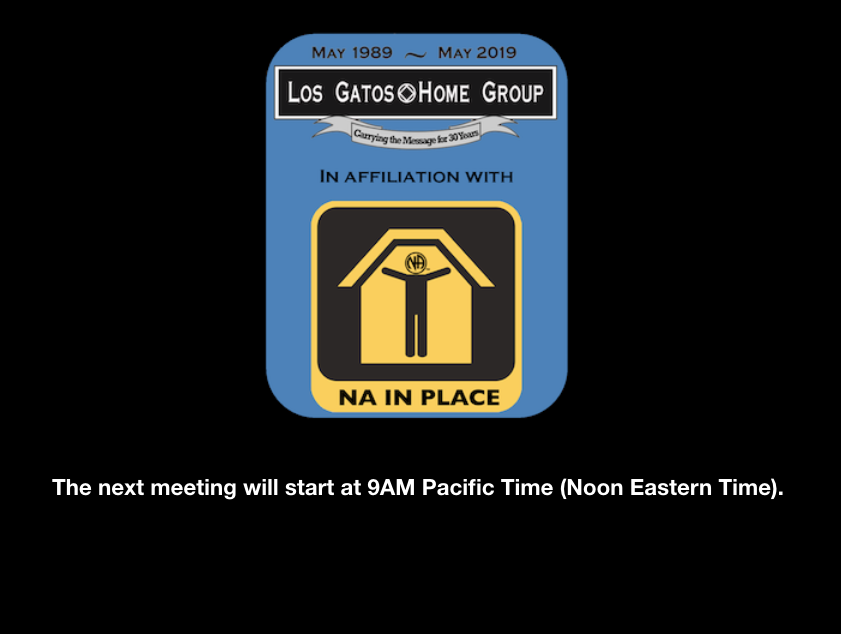 MAY 1989 ~ MAY 2019
LOS GATOS HOME GROUP
Carrying the Message for 30 Years
IN AFFILIATION WITH
NA
NA IN PLACE
The next meeting will start at 9AM Pacific Time (Noon Eastern Time).